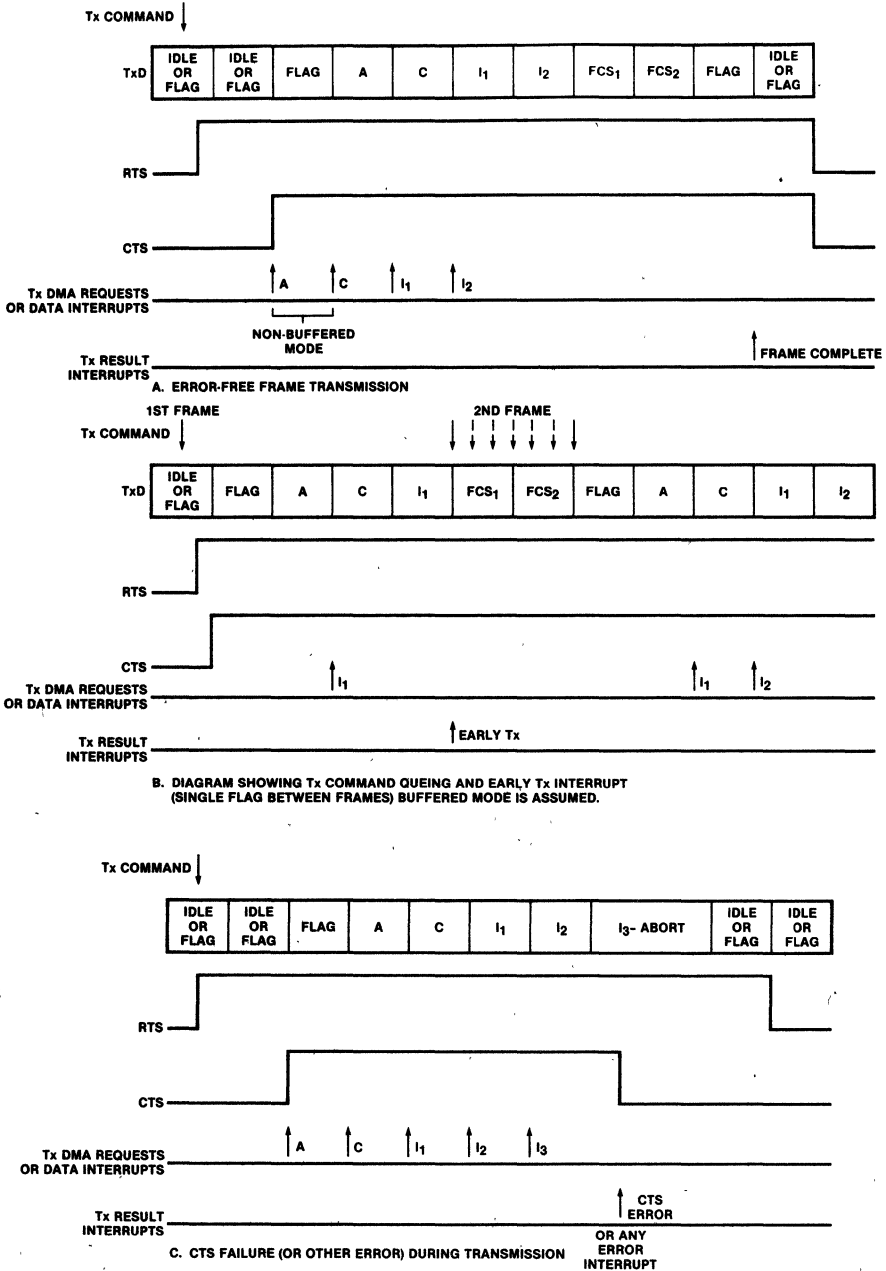 Tx COMMAND
TxD IDLE OR FLAG IDLE OR FLAG FLAG A C I1 I2 FCS1 FCS2 FLAG IDLE OR FLAG
RTS
CTS
A C I1 I2
Tx DMA REQUESTS
OR DATA INTERRUPTS
NON-BUFFERED
MODE
FRAME COMPLETE
Tx RESULT
INTERRUPTS
A. ERROR-FREE FRAME TRANSMISSION
1ST FRAME 2ND FRAME
Tx COMMAND
TxD IDLE OR FLAG FLAG A C I1 FCS1 FCS2 FLAG A C I1 I2
RTS
CTS
I1 I1 I2
Tx DMA REQUESTS
OR DATA INTERRUPTS
EARLY Tx
Tx RESULT
INTERRUPTS
B. DIAGRAM SHOWING Tx COMMAND QUEING AND EARLY Tx INTERRUPT
(SINGLE FLAG BETWEEN FRAMES) BUFFERED MODE IS ASSUMED.
Tx COMMAND
IDLE OR FLAG IDLE OR FLAG FLAG A C I1 I2 I3- ABORT IDLE OR FLAG IDLE OR FLAG
RTS
CTS
A C I1 I2 I3
Tx DMA REQUESTS
OR DATA INTERRUPTS
CTS
ERROR
Tx RESULT
INTERRUPTS
OR ANY
ERROR
INTERRUPT
C. CTS FAILURE (OR OTHER ERROR) DURING TRANSMISSION